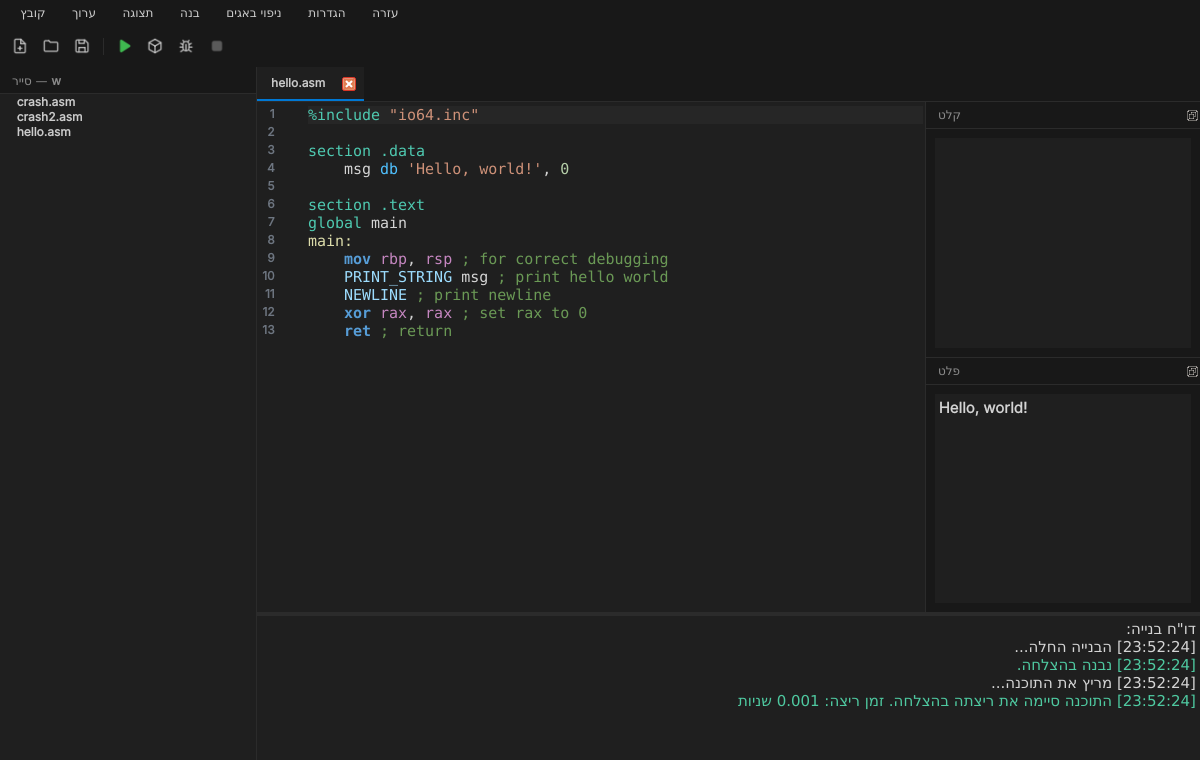 קובץ
ערוך
תצוגה
בנה
ניפוי באגים
הגדרות
עזרה
סייר — w
crash.asm
crash2.asm
hello.asm
hello.asm
1 %include "io64.inc"
2
3 section .data
4     msg db 'Hello, world!', 0
5
6 section .text
7 global main
8 main:
9     mov rbp, rsp ; for correct debugging
10     PRINT_STRING msg ; print hello world
11     NEWLINE ; print newline
12     xor rax, rax ; set rax to 0
13     ret ; return
קלט
פלט
Hello, world!
דו"ח בנייה:
[23:52:24] הבנייה החלה...
[23:52:24] נבנה בהצלחה.
[23:52:24] מריץ את התוכנה...
[23:52:24] התוכנה סיימה את ריצתה בהצלחה. זמן ריצה: 0.001 שניות